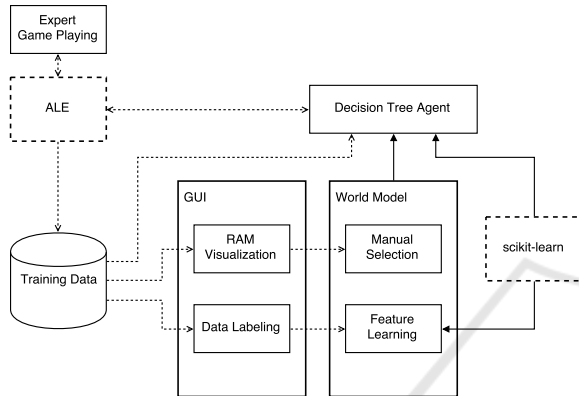 Expert
Game Playing
ALE
Decision Tree Agent
GUI
World Model
RAM
Visualization
Manual
Selection
scikit-learn
Training Data
Data Labeling
Feature
Learning